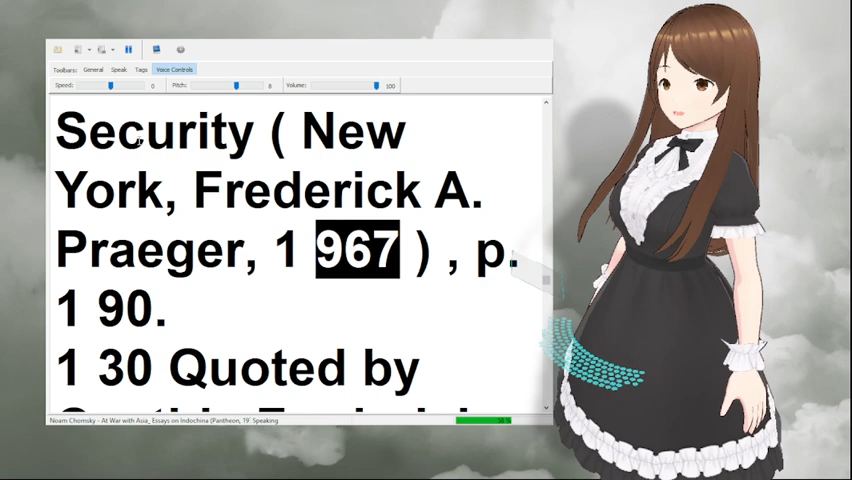 Toolbars: General Speak Tags Voice Controls
Speed: 0 Pitch: 8 Volume: 100
Security ( New
York, Frederick A.
Praeger, 1 967 ) , p.
1 90.
1 30 Quoted by
Noam Chomsky - At War with Asia_ Essays on Indochina (Pantheon, 19 Speaking